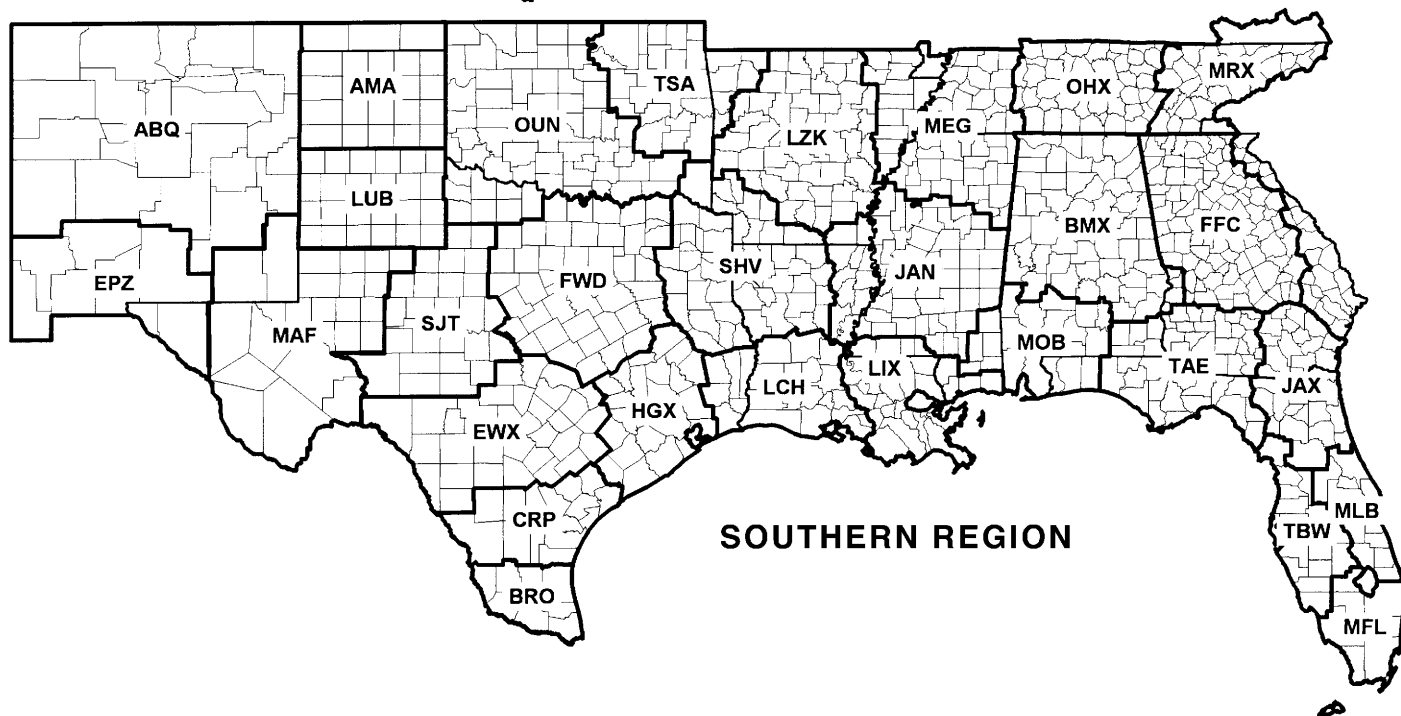 MRX
OHX
TSA
AMA
OUN
MEG
ABQ
LZK
LUB
BMX
FFC
SHV
JAN
FWD
EPZ
SJT
MAF
MOB
TAE
LIX
LCH
JAX
HGX
EWX
MLB
CRP
TBW
SOUTHERN REGION
BRO
MFL